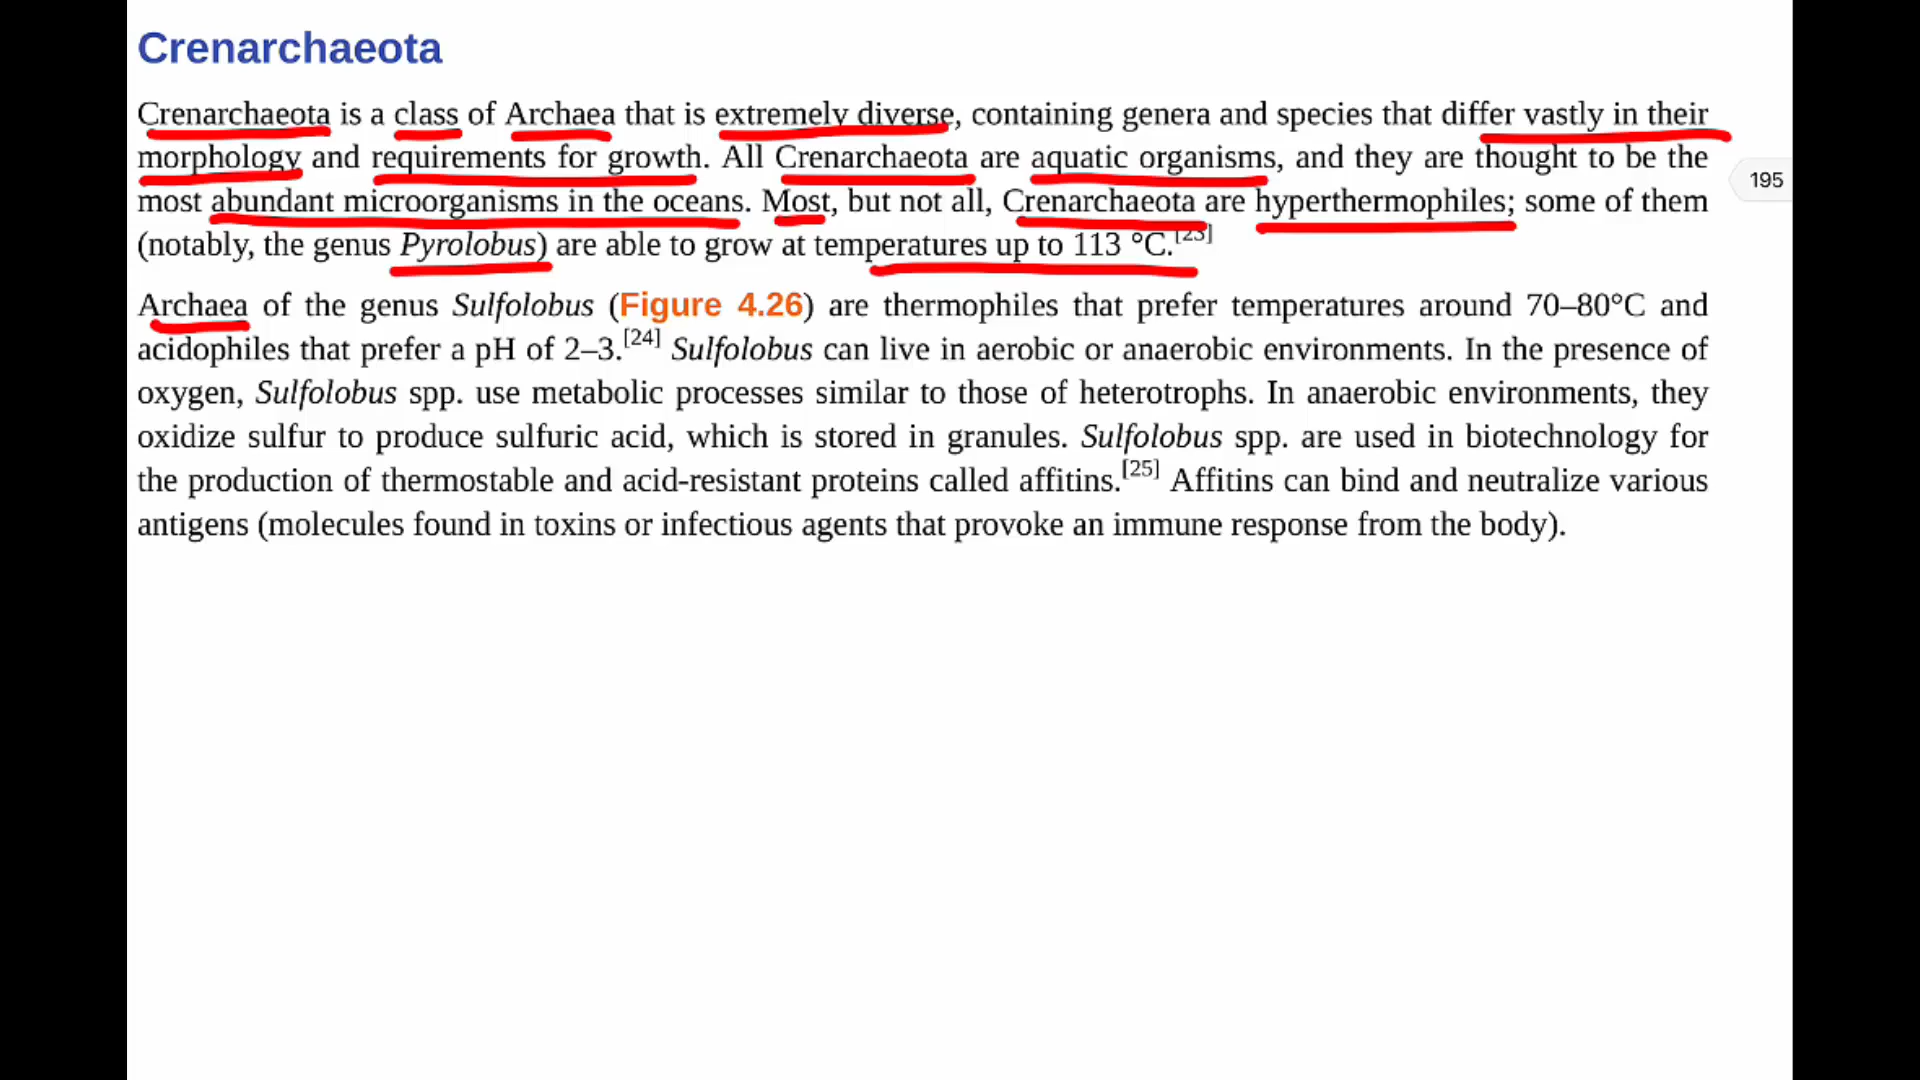 Crenarchaeota
Crenarchaeota is a class of Archaea that is extremely diverse, containing genera and species that differ vastly in their
morphology and requirements for growth. All Crenarchaeota are aquatic organisms, and they are thought to be the
most abundant microorganisms in the oceans. Most, but not all, Crenarchaeota are hyperthermophiles; some of them
(notably, the genus Pyrolobus) are able to grow at temperatures up to 113 °C.[23]
195
Archaea of the genus Sulfolobus (Figure 4.26) are thermophiles that prefer temperatures around 70–80°C and
acidophiles that prefer a pH of 2–3.[24] Sulfolobus can live in aerobic or anaerobic environments. In the presence of
oxygen, Sulfolobus spp. use metabolic processes similar to those of heterotrophs. In anaerobic environments, they
oxidize sulfur to produce sulfuric acid, which is stored in granules. Sulfolobus spp. are used in biotechnology for
the production of thermostable and acid-resistant proteins called affitins.[25] Affitins can bind and neutralize various
antigens (molecules found in toxins or infectious agents that provoke an immune response from the body).